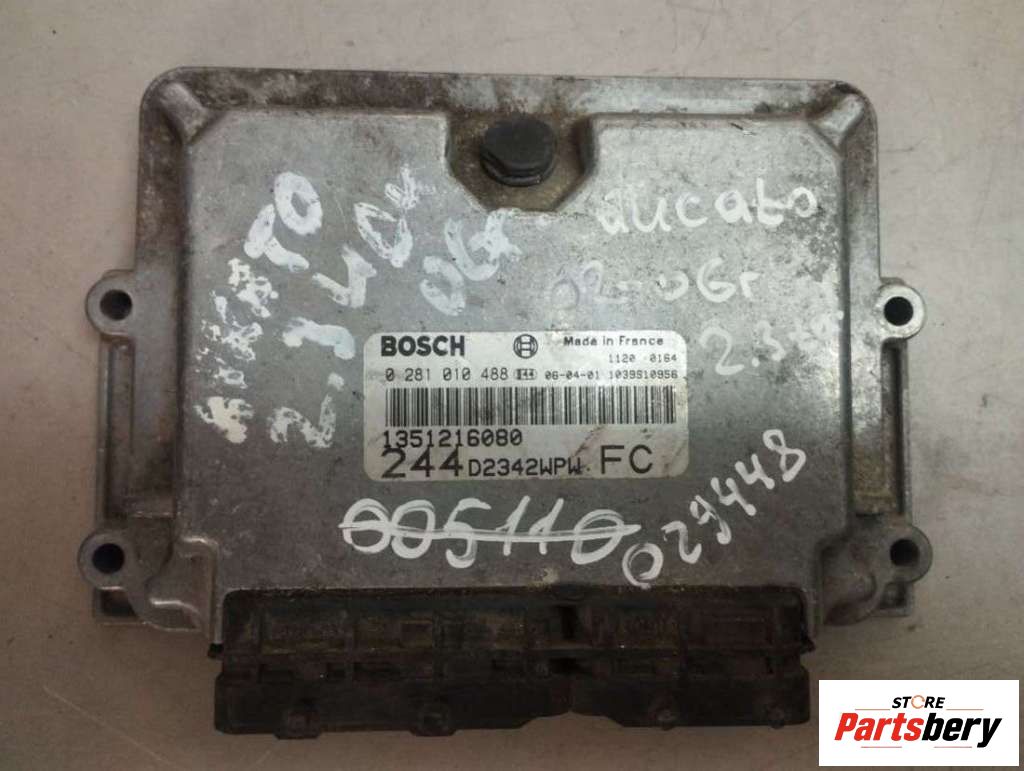 ducato
02-06г
2.3
BOSCH
Made in France
1120 0164
0 281 010 488 06-04-01 1039S10956
1351216080
244 D2342WPW FC
005110
029448
STORE
Partsbery